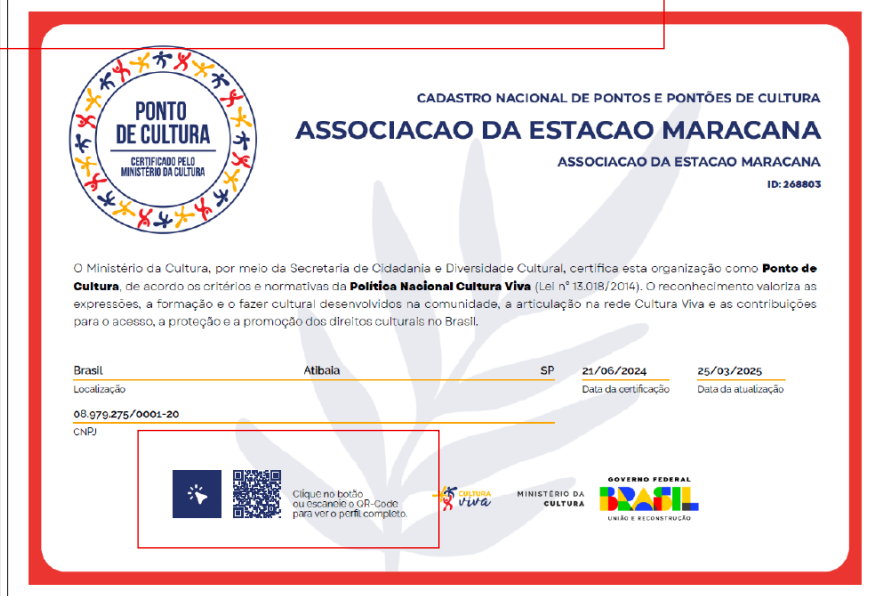 PONTO
DE CULTURA
CERTIFICADO PELO
MINISTÉRIO DA CULTURA
CADASTRO NACIONAL DE PONTOS E PONTÕES DE CULTURA
ASSOCIACAO DA ESTACAO MARACANA
ASSOCIACAO DA ESTACAO MARACANA
ID: 268803
O Ministério da Cultura, por meio da Secretaria de Cidadania e Diversidade Cultural, certifica esta organização como Ponto de
Cultura, de acordo os critérios e normativas da Política Nacional Cultura Viva (Lei nº 13.018/2014). O reconhecimento valoriza as
expressões, a formação e o fazer cultural desenvolvidos na comunidade, a articulação na rede Cultura Viva e as contribuições
para o acesso, a proteção e a promoção dos direitos culturais no Brasil.
Brasil Atibaia SP 21/06/2024 25/03/2025
Localização Data da certificação Data da atualização
08.979.275/0001-20
CNPJ
Clique no botão
ou escaneie o QR-Code
para ver o perfil completo.
CULTURA
VIVA
MINISTÉRIO DA
CULTURA
GOVERNO FEDERAL
BRASIL
UNIÃO E RECONSTRUÇÃO